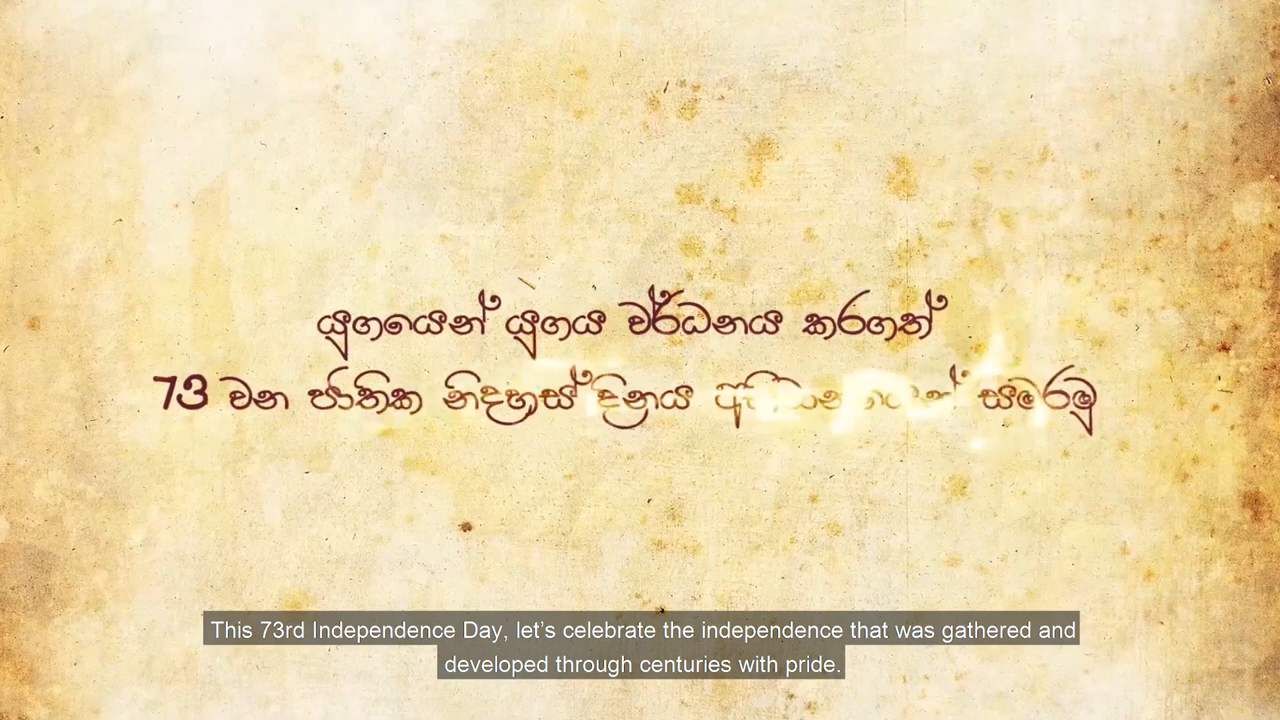 යුගයෙන් යුගය වර්ධනය කරගත්
73 වන ජාතික නිදහස් දිනය සමරමු
This 73rd Independence Day, let’s celebrate the independence that was gathered and
developed through centuries with pride.